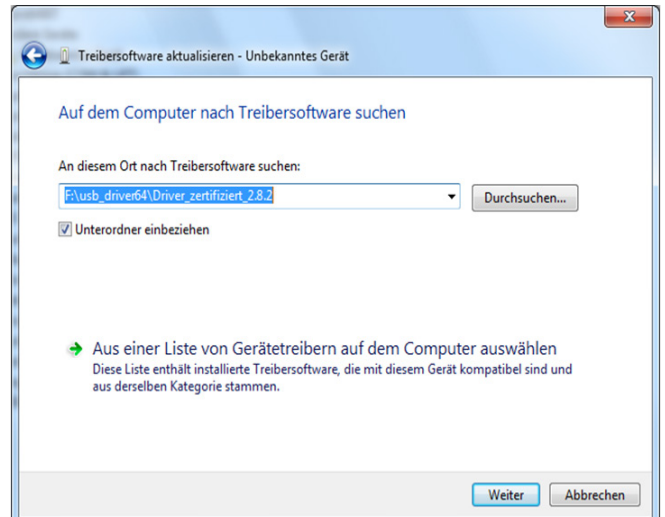 Treibersoftware aktualisieren - Unbekanntes Gerät
Auf dem Computer nach Treibersoftware suchen
An diesem Ort nach Treibersoftware suchen:
F:\usb_driver64\Driver_zertifiziert_2.8.2
Durchsuchen...
Unterordner einbeziehen
Aus einer Liste von Gerätetreibern auf dem Computer auswählen
Diese Liste enthält installierte Treibersoftware, die mit diesem Gerät kompatibel sind und
aus derselben Kategorie stammen.
Weiter
Abbrechen